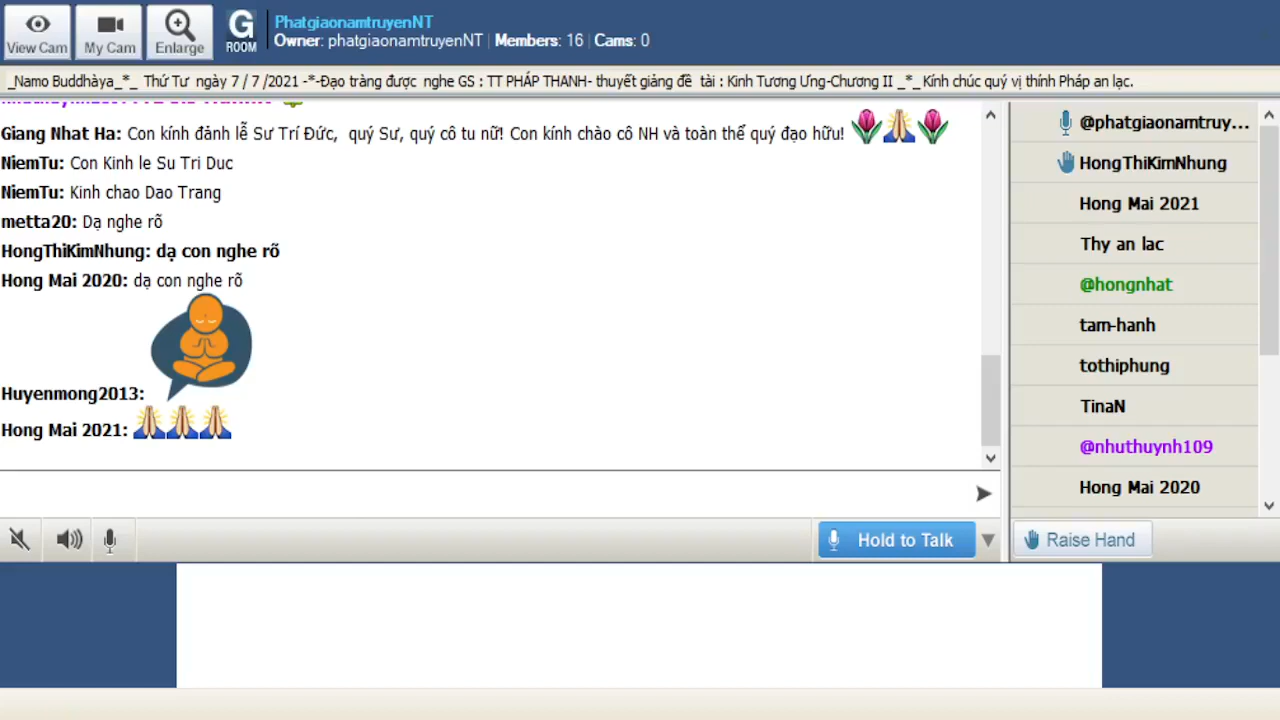 View Cam
My Cam
Enlarge
G
ROOM
PhatgiaonamtruyenNT
Owner: phatgiaonamtruyenNT | Members: 16 | Cams: 0
_Namo Buddhàya_*_ Thứ Tư ngày 7 / 7 /2021 -*-Đạo tràng được nghe GS : TT PHÁP THANH- thuyết giảng đề tài : Kinh Tương Ưng-Chương II _*_Kính chúc quý vị thính Pháp an lạc.
Giang Nhat Ha: Con kính đảnh lễ Sư Trí Đức, quý Sư, quý cô tu nữ! Con kính chào cô NH và toàn thể quý đạo hữu!
NiemTu: Con Kinh le Su Tri Duc
NiemTu: Kinh chao Dao Trang
metta20: Dạ nghe rõ
HongThiKimNhung: dạ con nghe rõ
Hong Mai 2020: dạ con nghe rõ
Huyenmong2013:
Hong Mai 2021:
Hold to Talk
@phatgiaonamtruy...
HongThiKimNhung
Hong Mai 2021
Thy an lac
@hongnhat
tam-hanh
tothiphung
TinaN
@nhuthuynh109
Hong Mai 2020
Raise Hand